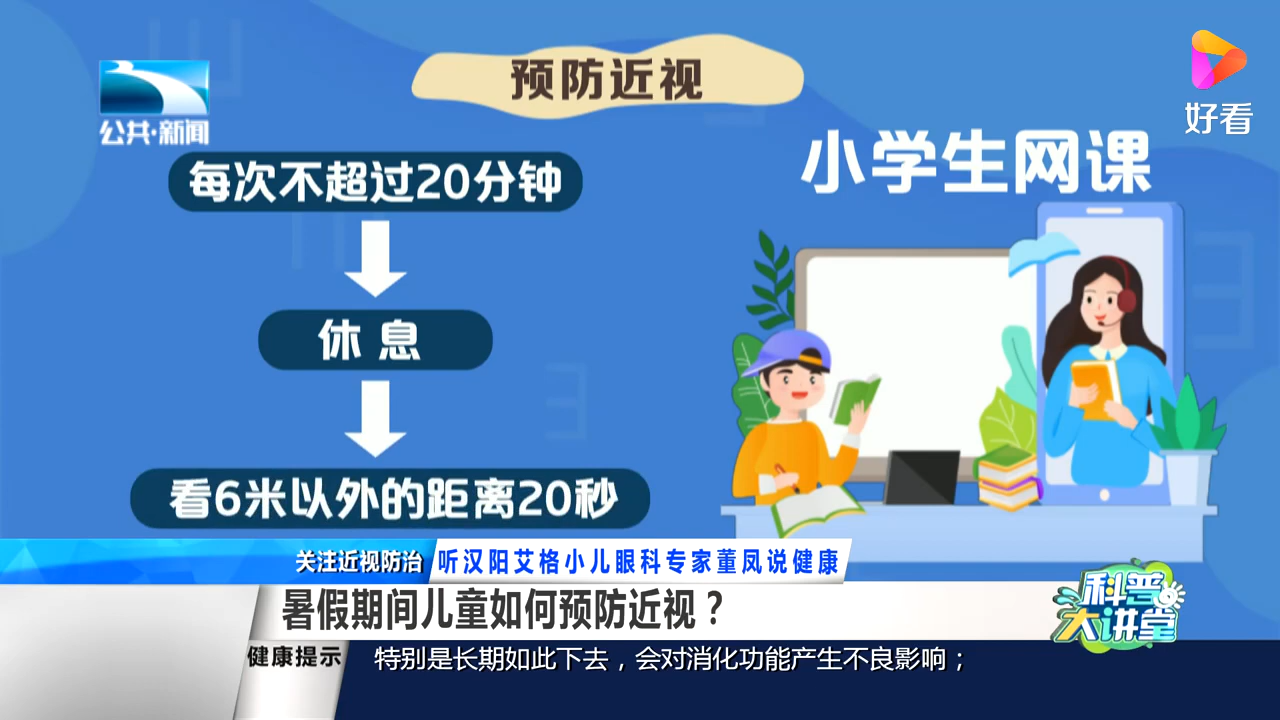 预防近视
公共·新闻
好看
小学生网课
每次不超过20分钟
休息
看6米以外的距离20秒
关注近视防治
听汉阳艾格小儿眼科专家董凤说健康
暑假期间儿童如何预防近视？
科普大讲堂
健康提示
特别是长期如此下去，会对消化功能产生不良影响；